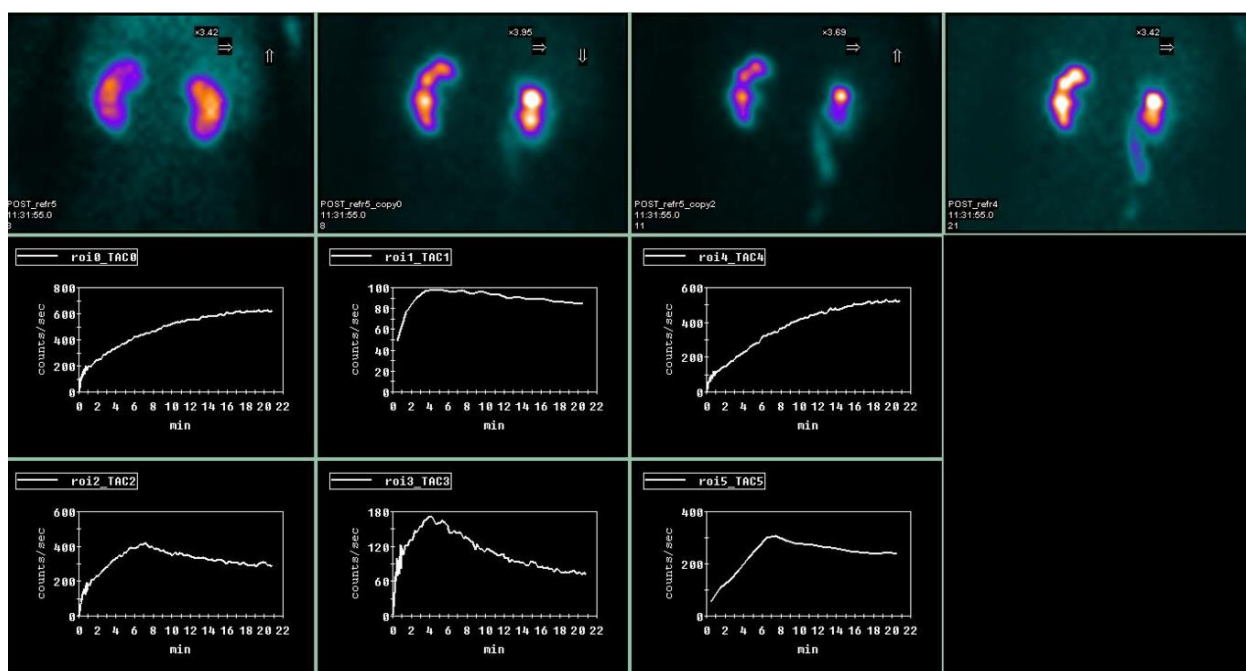 ×3.42
⇒
⇑
POST_refr5
11:31:55.0
3
×3.95
⇒
⇓
POST_refr5_copy0
11:31:55.0
8
×3.69
⇒
⇑
POST_refr5_copy2
11:31:55.0
11
×3.42
⇒
POST_refr4
11:31:55.0
21
roi0_TAC0
counts/sec
800
600
400
200
0
0 2 4 6 8 10 12 14 16 18 20 22
min
roi1_TAC1
counts/sec
100
80
60
40
20
0
0 2 4 6 8 10 12 14 16 18 20 22
min
roi4_TAC4
counts/sec
600
400
200
0
0 2 4 6 8 10 12 14 16 18 20 22
min
roi2_TAC2
counts/sec
600
400
200
0
0 2 4 6 8 10 12 14 16 18 20 22
min
roi3_TAC3
counts/sec
180
120
60
0
0 2 4 6 8 10 12 14 16 18 20 22
min
roi5_TAC5
counts/sec
400
200
0
0 2 4 6 8 10 12 14 16 18 20 22
min